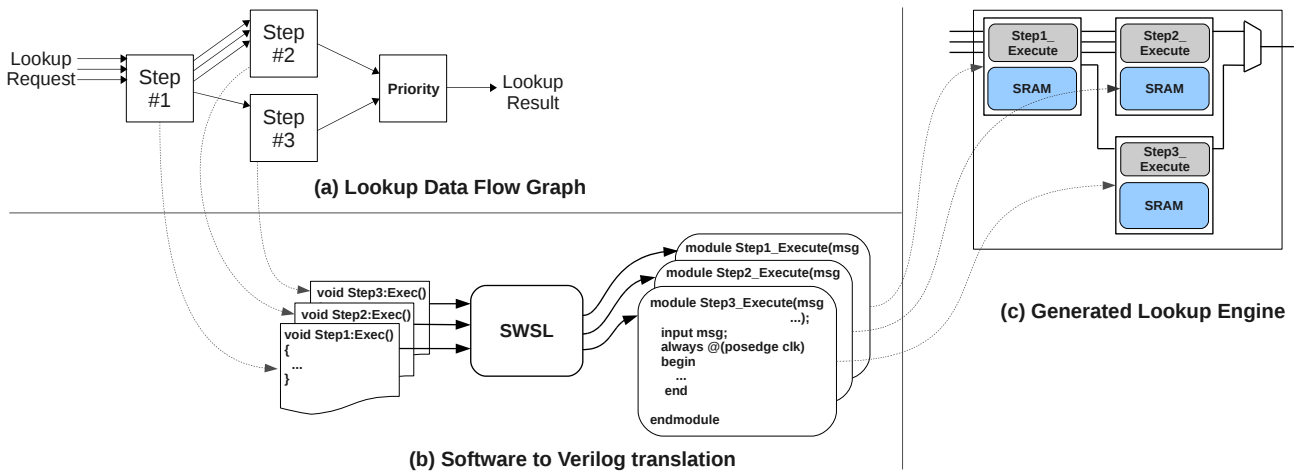 Lookup
Request
Step
#1
Step
#2
Step
#3
Priority
Lookup
Result
(a) Lookup Data Flow Graph
void Step3:Exec()
void Step2:Exec()
void Step1:Exec()
{
...
}
SWSL
module Step1_Execute(msg
module Step2_Execute(msg
module Step3_Execute(msg
...);
input msg;
always @(posedge clk)
begin
...
end
endmodule
(b) Software to Verilog translation
Step1_
Execute
SRAM
Step2_
Execute
SRAM
Step3_
Execute
SRAM
(c) Generated Lookup Engine